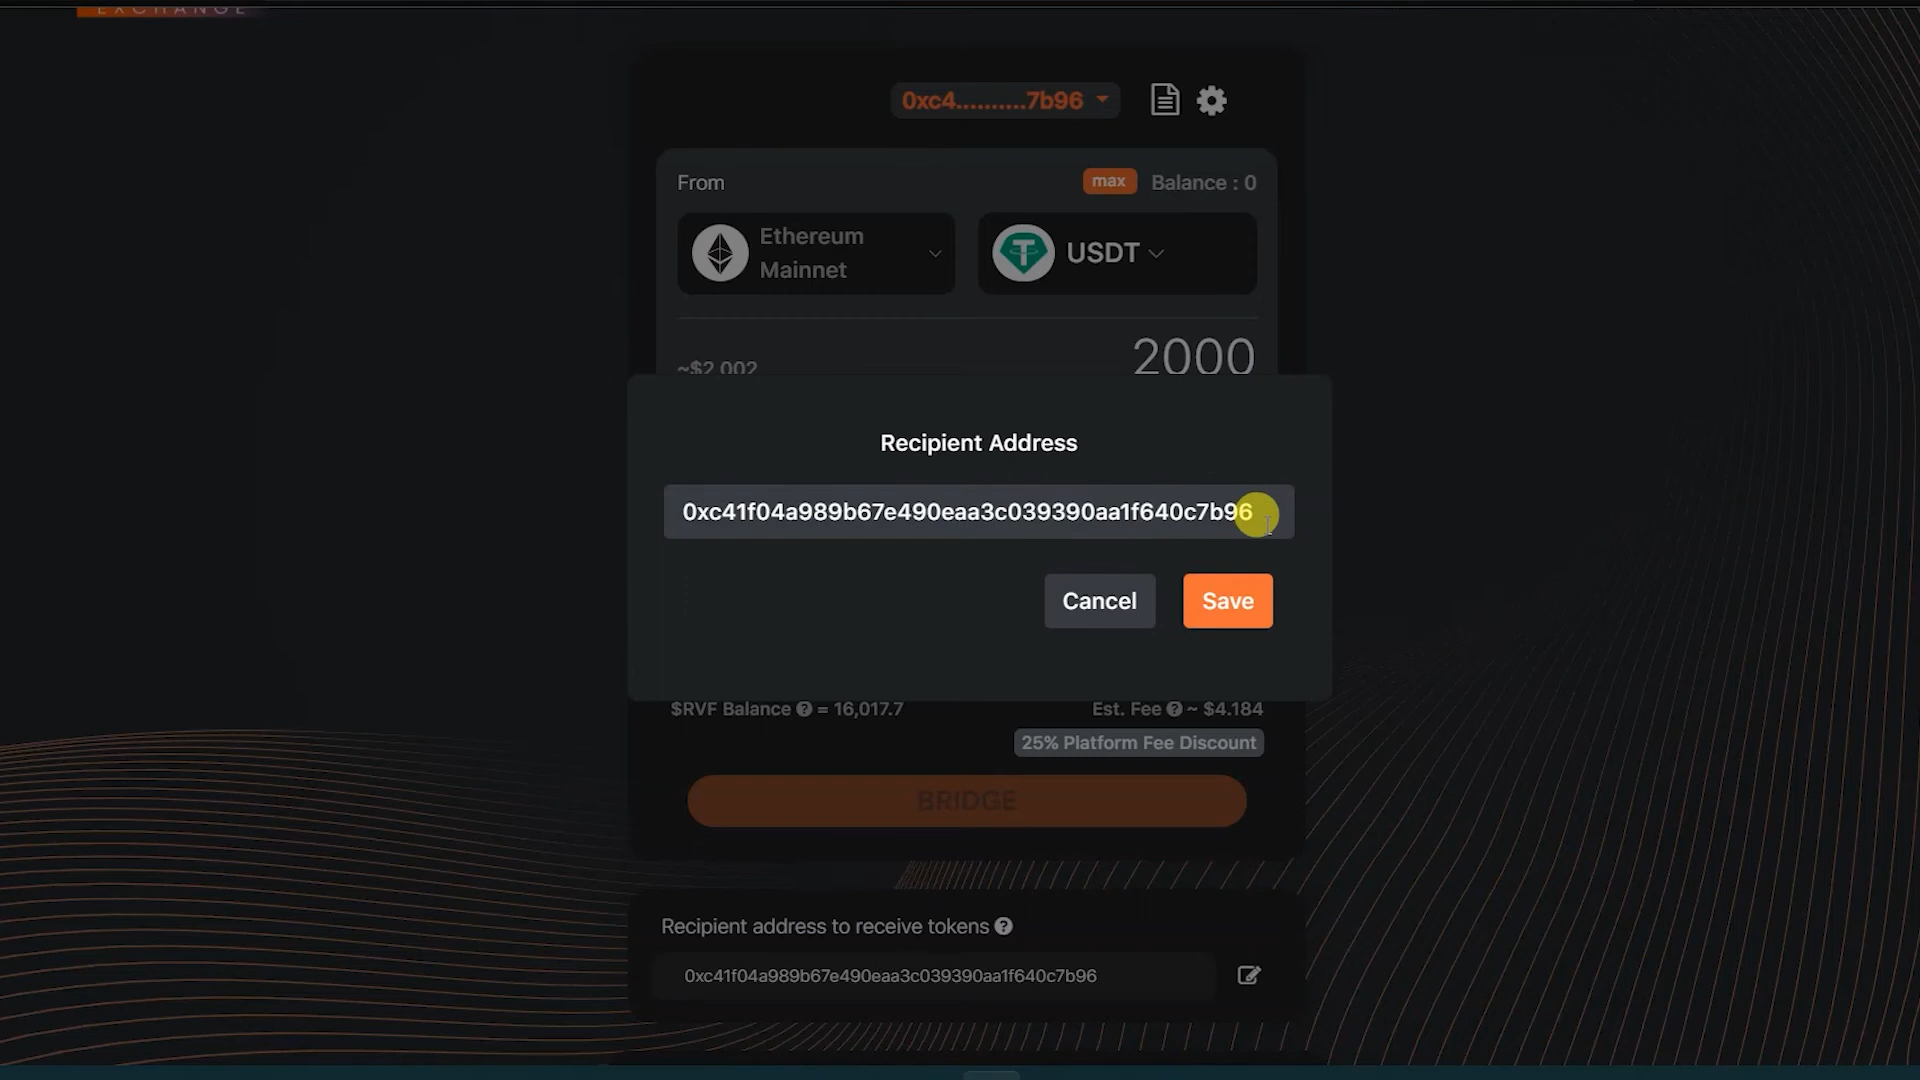 EXCHANGE
0xc4..........7b96
From
max
Balance : 0
Ethereum
Mainnet
USDT
~$2,002
2000
Recipient Address
0xc41f04a989b67e490eaa3c039390aa1f640c7b96
Cancel
Save
$RVF Balance ? = 16,017.7
Est. Fee ? ~ $4.184
25% Platform Fee Discount
BRIDGE
Recipient address to receive tokens ?
0xc41f04a989b67e490eaa3c039390aa1f640c7b96